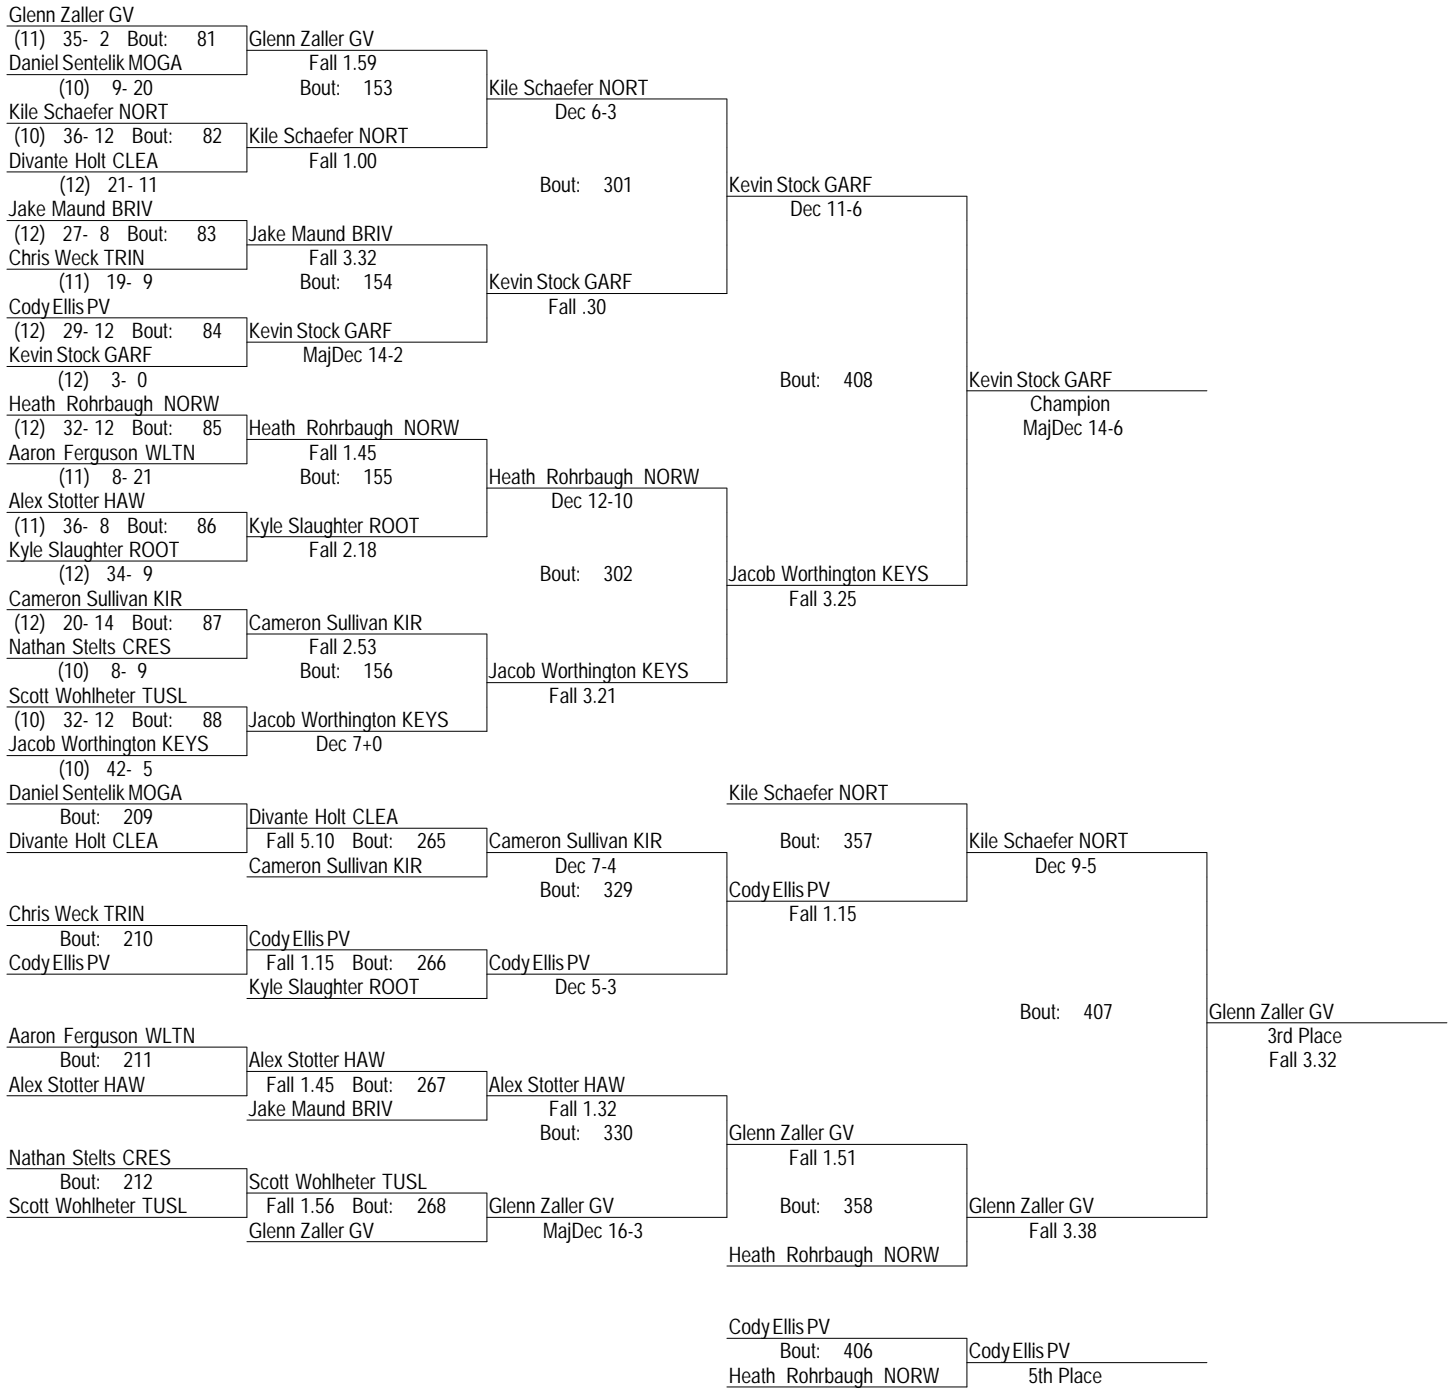 Glenn Zaller GV
(11) 35- 2 Bout: 81 Glenn Zaller GV
Daniel Sentelik MOGA Fall 1.59
(10) 9- 20 Bout: 153 Kile Schaefer NORT
Kile Schaefer NORT Dec 6-3
(10) 36- 12 Bout: 82 Kile Schaefer NORT
Divante Holt CLEA Fall 1.00
(12) 21- 11 Bout: 301 Kevin Stock GARF
Jake Maund BRIV Dec 11-6
(12) 27- 8 Bout: 83 Jake Maund BRIV
Chris Weck TRIN Fall 3.32
(11) 19- 9 Bout: 154 Kevin Stock GARF
Cody Ellis PV Fall .30
(12) 29- 12 Bout: 84 Kevin Stock GARF
Kevin Stock GARF MajDec 14-2
(12) 3- 0 Bout: 408 Kevin Stock GARF
Heath Rohrbaugh NORW Champion
(12) 32- 12 Bout: 85 Heath Rohrbaugh NORW MajDec 14-6
Aaron Ferguson WLTN Fall 1.45
(11) 8- 21 Bout: 155 Heath Rohrbaugh NORW
Alex Stotter HAW Dec 12-10
(11) 36- 8 Bout: 86 Kyle Slaughter ROOT
Kyle Slaughter ROOT Fall 2.18
(12) 34- 9 Bout: 302 Jacob Worthington KEYS
Cameron Sullivan KIR Fall 3.25
(12) 20- 14 Bout: 87 Cameron Sullivan KIR
Nathan Stelts CRES Fall 2.53
(10) 8- 9 Bout: 156 Jacob Worthington KEYS
Scott Wohlheter TUSL Fall 3.21
(10) 32- 12 Bout: 88 Jacob Worthington KEYS
Jacob Worthington KEYS Dec 7+0
(10) 42- 5
Daniel Sentelik MOGA Kile Schaefer NORT
Bout: 209 Divante Holt CLEA
Divante Holt CLEA Fall 5.10 Bout: 265 Cameron Sullivan KIR Bout: 357 Kile Schaefer NORT
Cameron Sullivan KIR Dec 7-4 Dec 9-5
Bout: 329 Cody Ellis PV
Chris Weck TRIN Fall 1.15
Bout: 210 Cody Ellis PV
Cody Ellis PV Fall 1.15 Bout: 266 Cody Ellis PV
Kyle Slaughter ROOT Dec 5-3
Bout: 407 Glenn Zaller GV
Aaron Ferguson WLTN 3rd Place
Bout: 211 Alex Stotter HAW Fall 3.32
Alex Stotter HAW Fall 1.45 Bout: 267 Alex Stotter HAW
Jake Maund BRIV Fall 1.32
Bout: 330 Glenn Zaller GV
Nathan Stelts CRES Fall 1.51
Bout: 212 Scott Wohlheter TUSL
Scott Wohlheter TUSL Fall 1.56 Bout: 268 Glenn Zaller GV Bout: 358 Glenn Zaller GV
Glenn Zaller GV MajDec 16-3 Fall 3.38
Heath Rohrbaugh NORW
Cody Ellis PV
Bout: 406 Cody Ellis PV
Heath Rohrbaugh NORW 5th Place